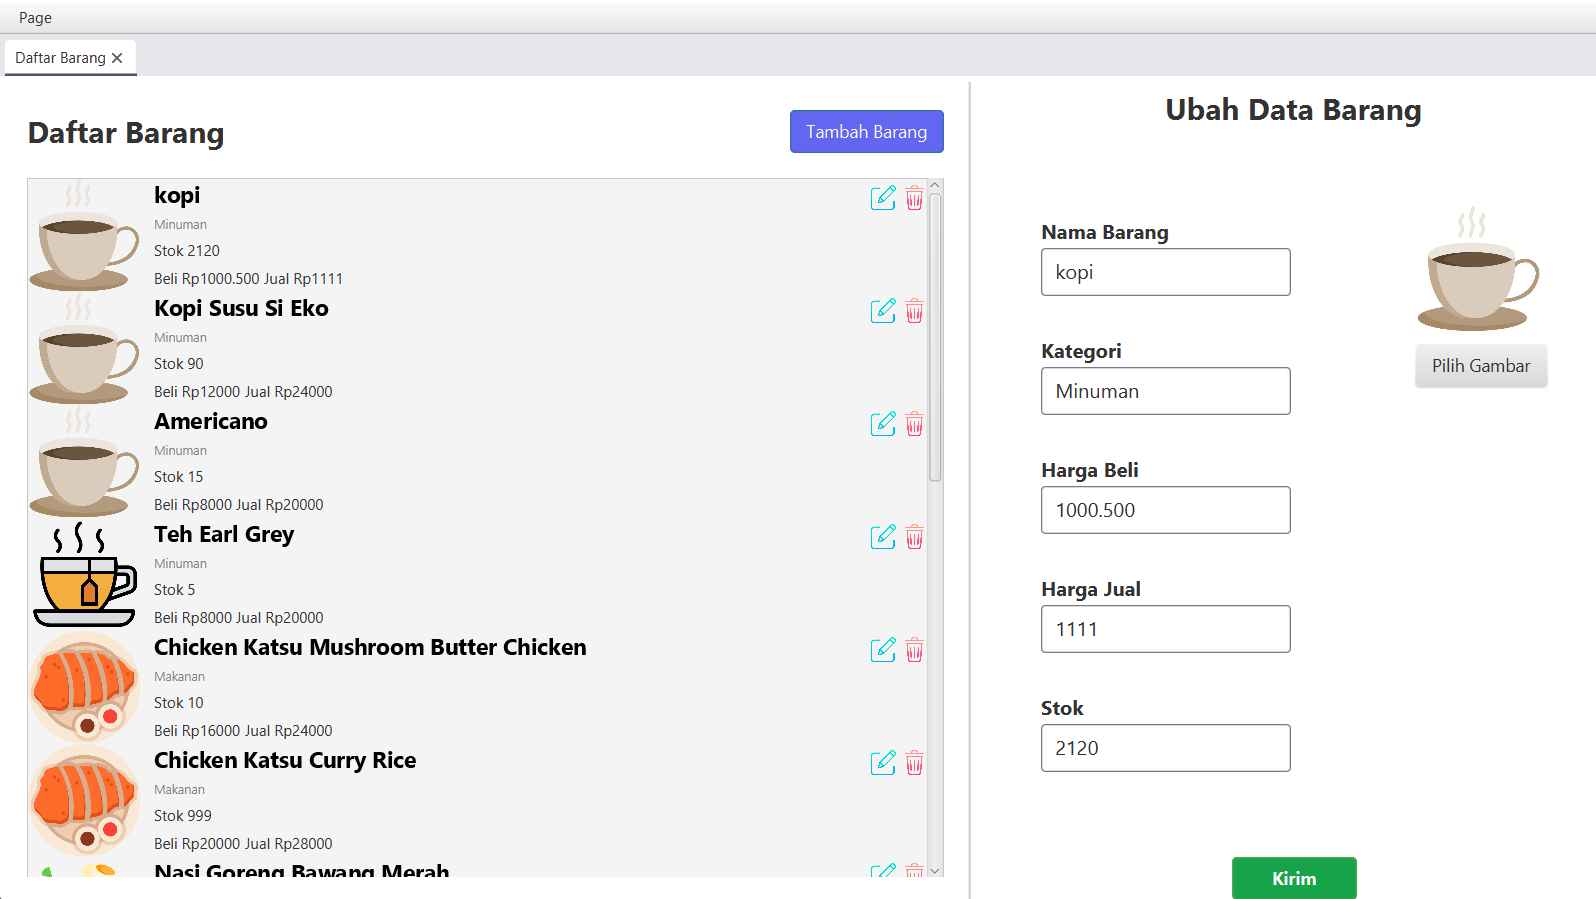 Page
Daftar Barang
Daftar Barang
Tambah Barang
kopi
Minuman
Stok 2120
Beli Rp1000.500 Jual Rp1111
Kopi Susu Si Eko
Minuman
Stok 90
Beli Rp12000 Jual Rp24000
Americano
Minuman
Stok 15
Beli Rp8000 Jual Rp20000
Teh Earl Grey
Minuman
Stok 5
Beli Rp8000 Jual Rp20000
Chicken Katsu Mushroom Butter Chicken
Makanan
Stok 10
Beli Rp16000 Jual Rp24000
Chicken Katsu Curry Rice
Makanan
Stok 999
Beli Rp20000 Jual Rp28000
Nasi Goreng Bawang Merah
Ubah Data Barang
Nama Barang
kopi
Pilih Gambar
Kategori
Minuman
Harga Beli
1000.500
Harga Jual
1111
Stok
2120
Kirim